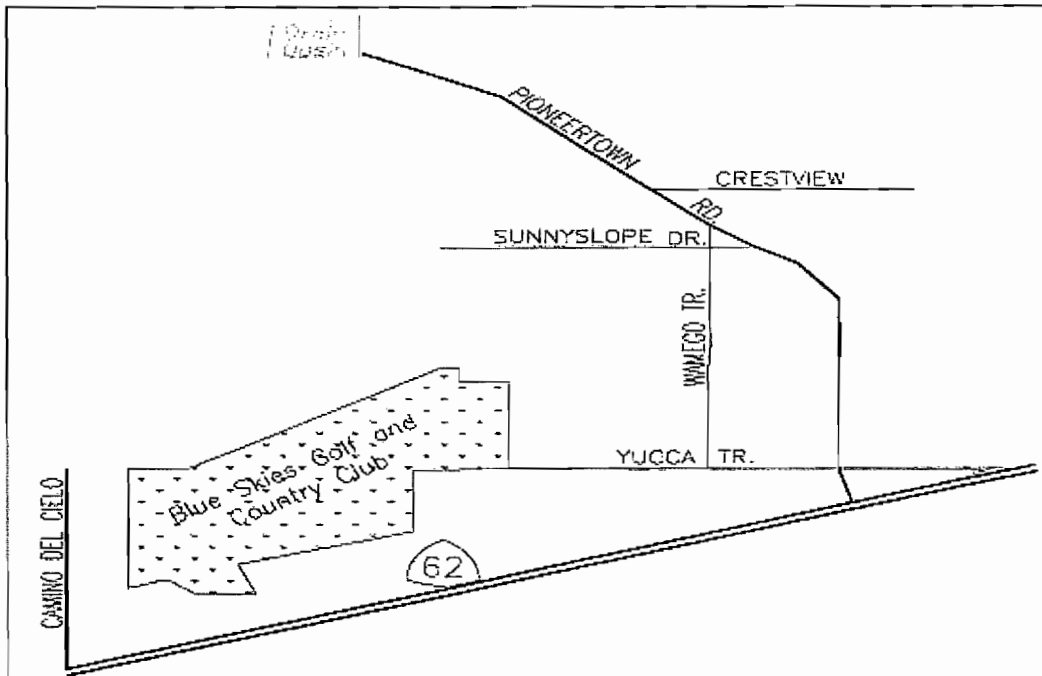 PIONEERTOWN
RD.
CRESTVIEW
SUNNYSLOPE DR.
WAMEGO TR.
YUCCA TR.
Blue Skies Golf and
Country Club
62
CAMINO DEL CIELO